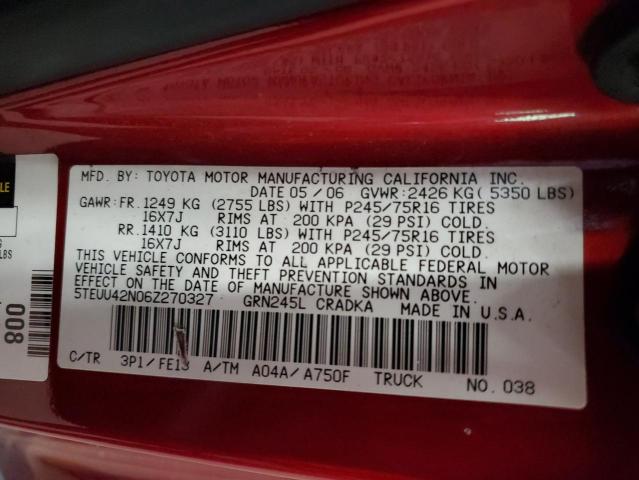 MFD. BY: TOYOTA MOTOR MANUFACTURING CALIFORNIA INC.
DATE 05 / 06 GVWR: 2426 KG ( 5350 LBS)
GAWR: FR. 1249 KG (2755 LBS) WITH P245/75R16 TIRES
16X7J RIMS AT 200 KPA (29 PSI) COLD.
RR. 1410 KG (3110 LBS) WITH P245/75R16 TIRES
16X7J RIMS AT 200 KPA (29 PSI) COLD.
THIS VEHICLE CONFORMS TO ALL APPLICABLE FEDERAL MOTOR
VEHICLE SAFETY AND THEFT PREVENTION STANDARDS IN
EFFECT ON THE DATE OF MANUFACTURE SHOWN ABOVE.
5TEUU42N06Z270327 GRN245L CRADKA MADE IN U.S.A.
C/TR 3P1/ FE13 A/TM A04A/ A750F TRUCK NO. 038
LBS
008